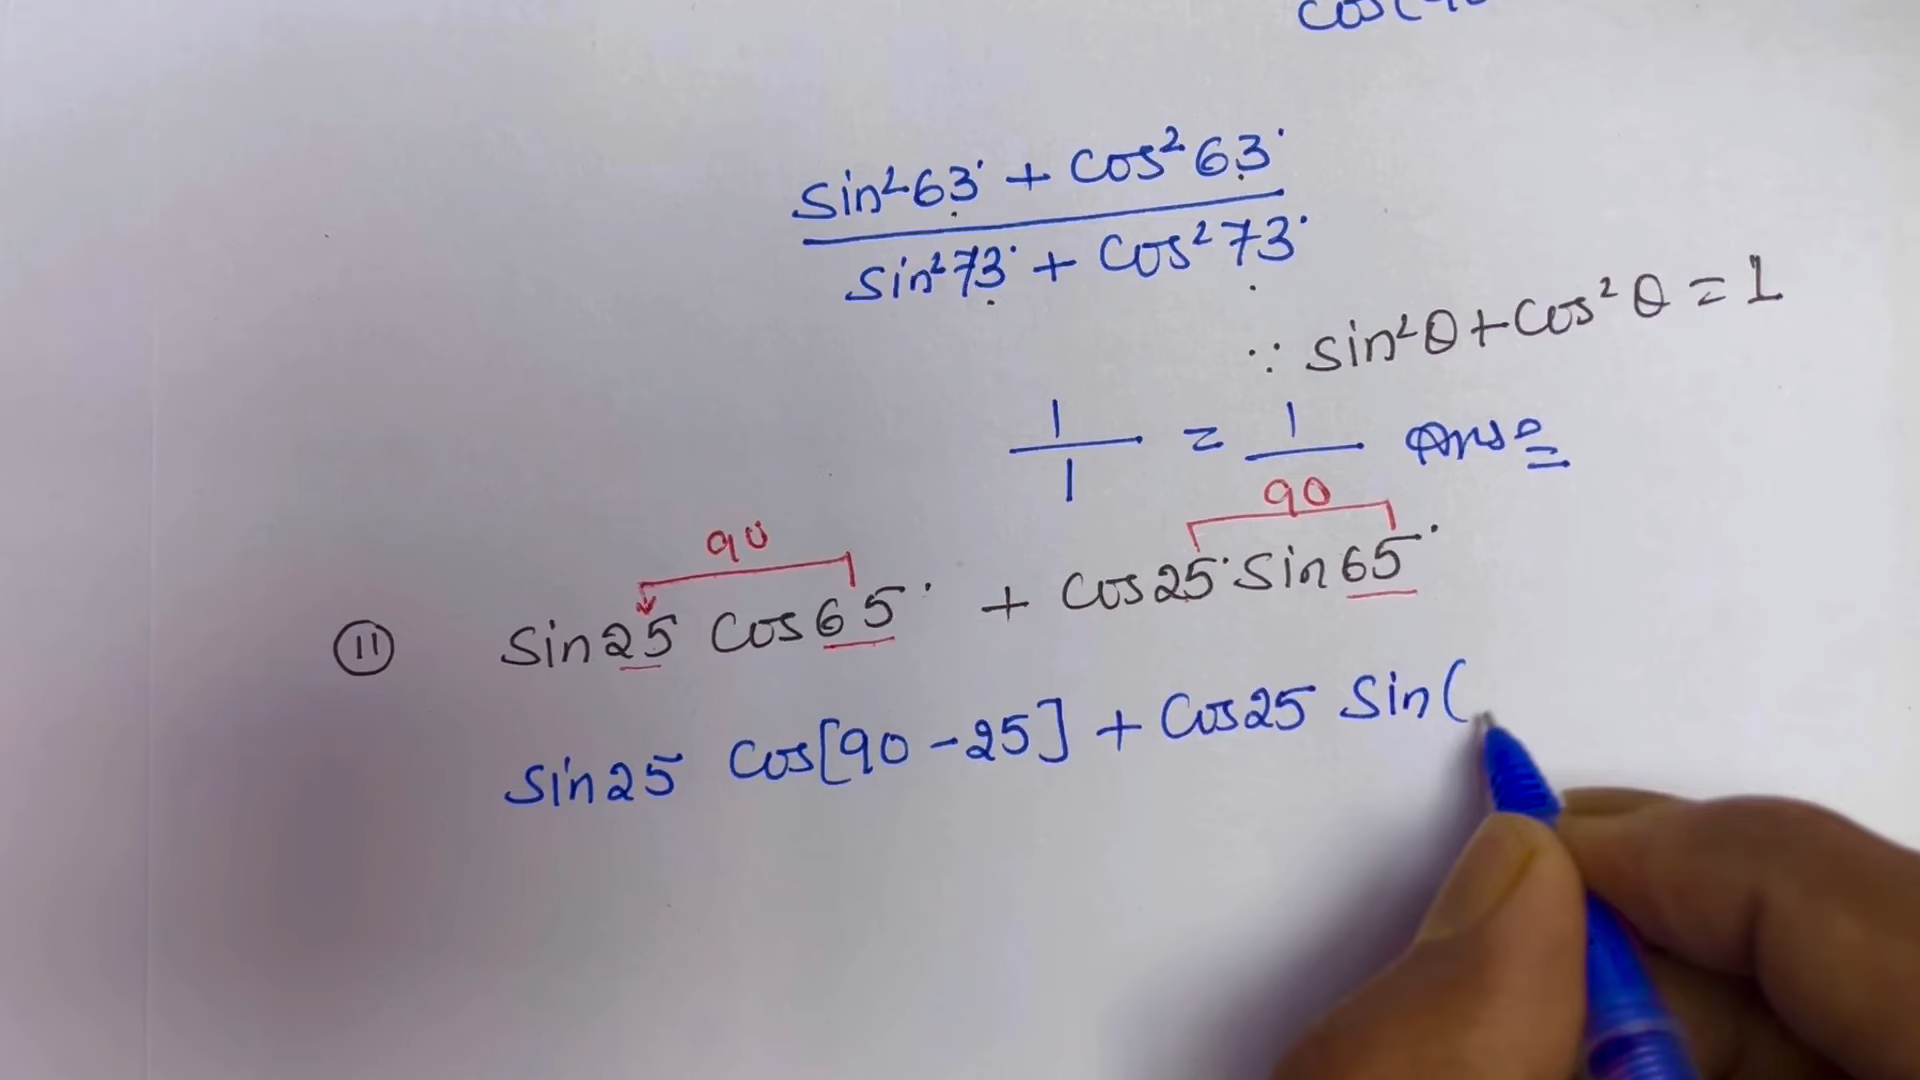 cos(90
sin²63° + cos²63°
sin²73° + cos²73°
∵ sin²θ + cos²θ = 1
1/1 = 1 Ans
90 90
(11) sin25 cos65° + cos25° sin65°
sin25 cos[90-25] + cos25 sin(